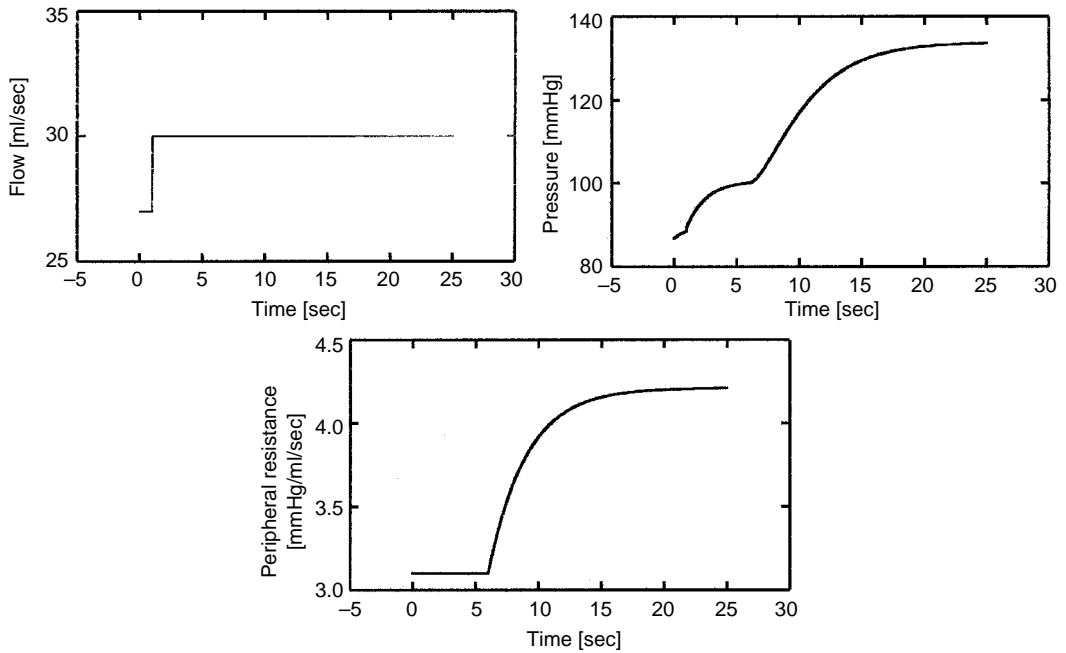 35
30
25
Flow [ml/sec]
–5 0 5 10 15 20 25 30
Time [sec]
140
120
100
80
Pressure [mmHg]
–5 0 5 10 15 20 25 30
Time [sec]
4.5
4.0
3.5
3.0
Peripheral resistance
[mmHg/ml/sec]
–5 0 5 10 15 20 25 30
Time [sec]